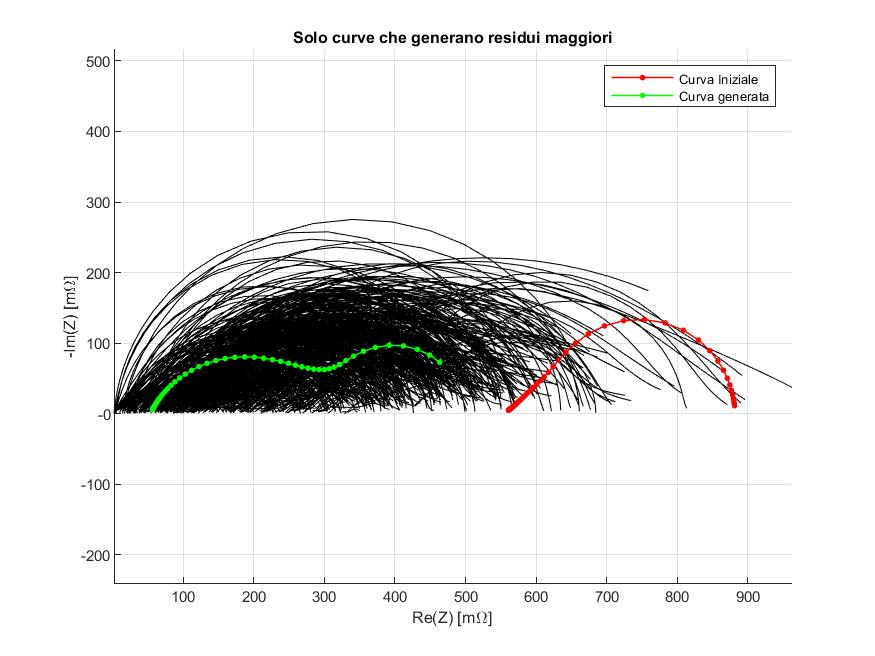 Solo curve che generano residui maggiori
Curva Iniziale
Curva generata
500
400
300
200
100
-0
-100
-200
-Im(Z) [mΩ]
100 200 300 400 500 600 700 800 900
Re(Z) [mΩ]